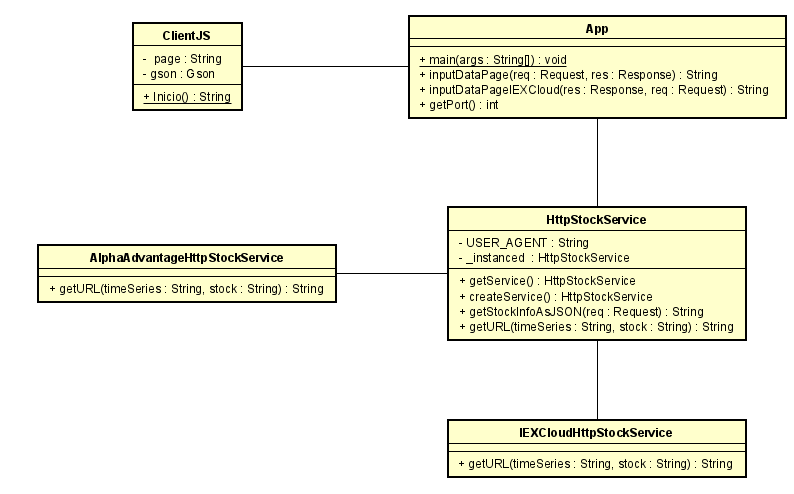 ClientJS
- page : String
- gson : Gson
+ Inicio() : String
App
+ main(args : String[]) : void
+ inputDataPage(req : Request, res : Response) : String
+ inputDataPageIEXCloud(res : Response, req : Request) : String
+ getPort() : int
HttpStockService
- USER_AGENT : String
- _instanced : HttpStockService
+ getService() : HttpStockService
+ createService() : HttpStockService
+ getStockInfoAsJSON(req : Request) : String
+ getURL(timeSeries : String, stock : String) : String
AlphaAdvantageHttpStockService
+ getURL(timeSeries : String, stock : String) : String
IEXCloudHttpStockService
+ getURL(timeSeries : String, stock : String) : String